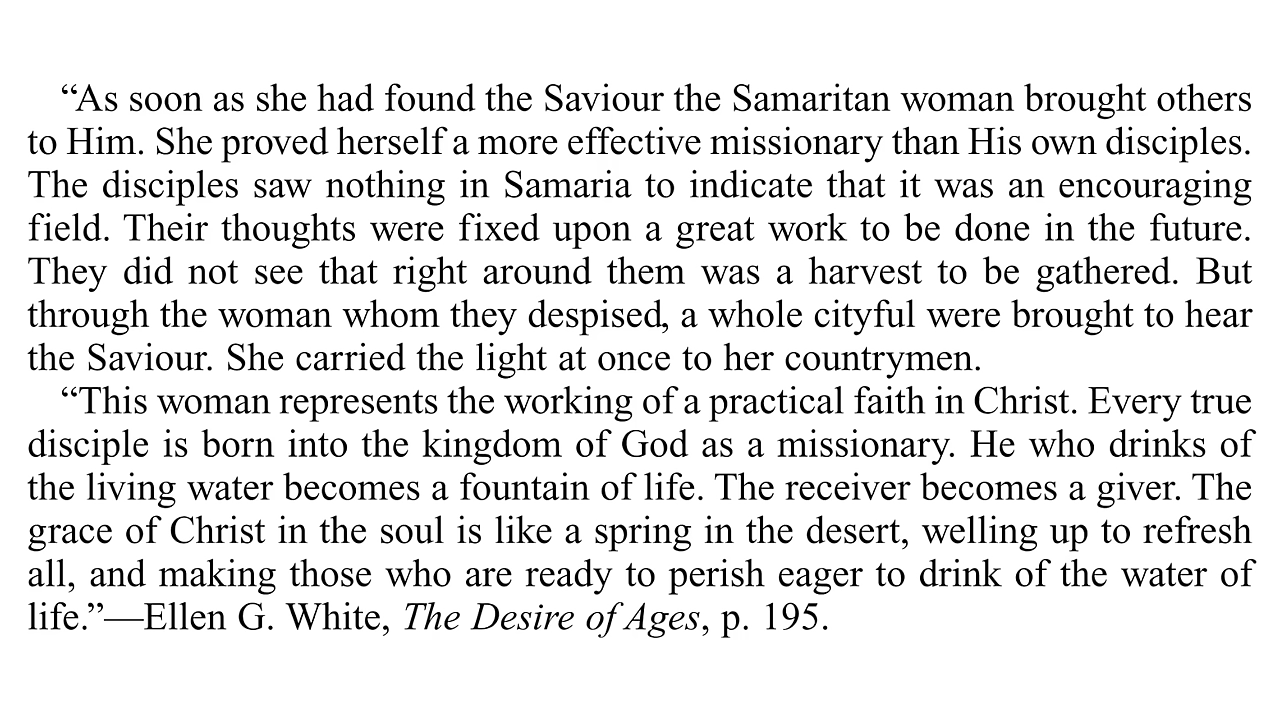 “As soon as she had found the Saviour the Samaritan woman brought others
to Him. She proved herself a more effective missionary than His own disciples.
The disciples saw nothing in Samaria to indicate that it was an encouraging
field. Their thoughts were fixed upon a great work to be done in the future.
They did not see that right around them was a harvest to be gathered. But
through the woman whom they despised, a whole cityful were brought to hear
the Saviour. She carried the light at once to her countrymen.
“This woman represents the working of a practical faith in Christ. Every true
disciple is born into the kingdom of God as a missionary. He who drinks of
the living water becomes a fountain of life. The receiver becomes a giver. The
grace of Christ in the soul is like a spring in the desert, welling up to refresh
all, and making those who are ready to perish eager to drink of the water of
life.”—Ellen G. White, The Desire of Ages, p. 195.